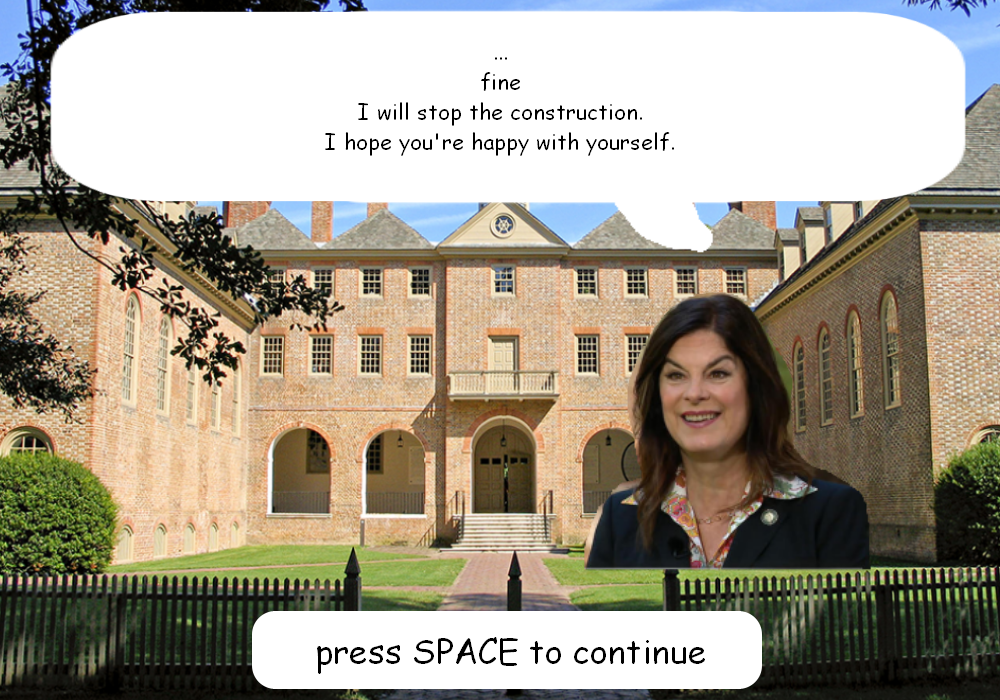 ...
fine
I will stop the construction.
I hope you're happy with yourself.
press SPACE to continue